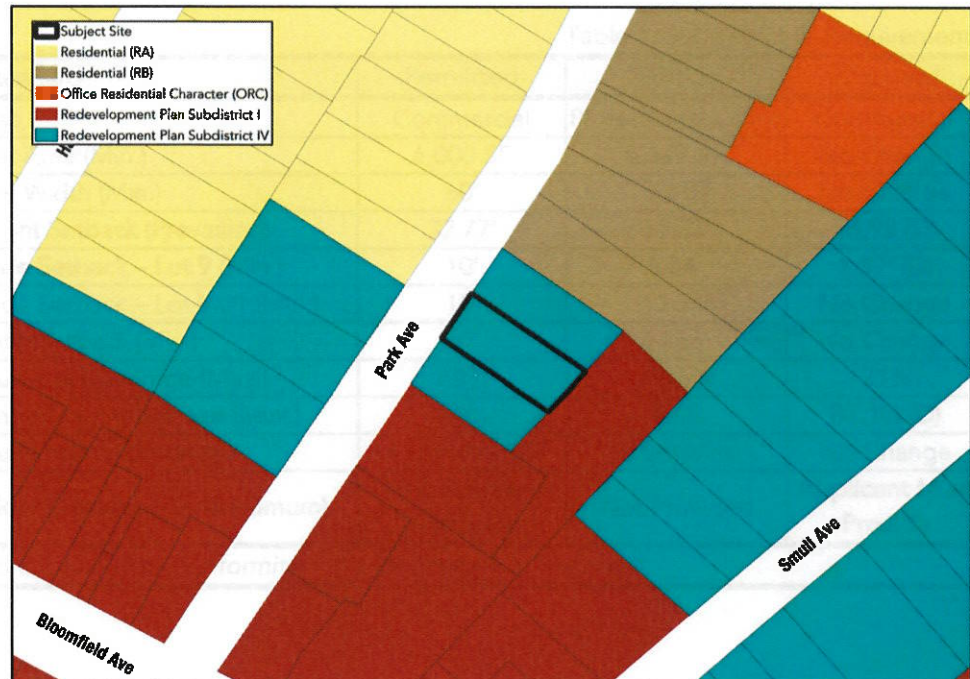 Subject Site
Residential (RA)
Residential (RB)
Office Residential Character (ORC)
Redevelopment Plan Subdistrict I
Redevelopment Plan Subdistrict IV
Park Ave
Smull Ave
Bloomfield Ave